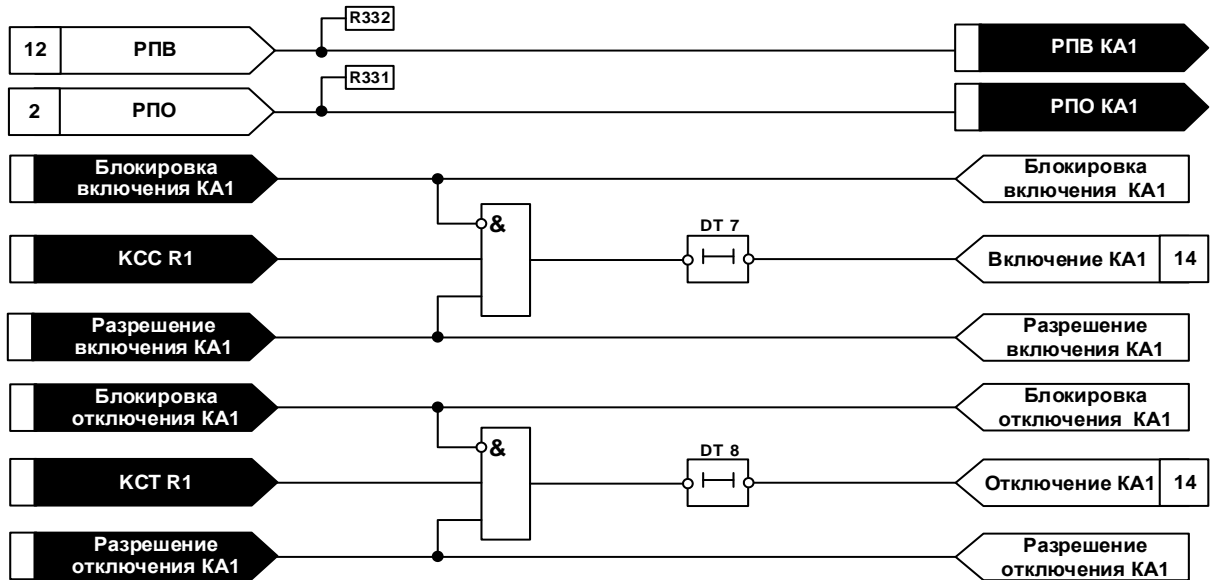 R332
12 РПВ РПВ КА1
R331
2 РПО РПО КА1
Блокировка
включения КА1
Блокировка
включения КА1
&
DT 7
KCC R1
Включение КА1 14
Разрешение
включения КА1
Разрешение
включения КА1
Блокировка
отключения КА1
Блокировка
отключения КА1
&
DT 8
KCT R1
Отключение КА1 14
Разрешение
отключения КА1
Разрешение
отключения КА1